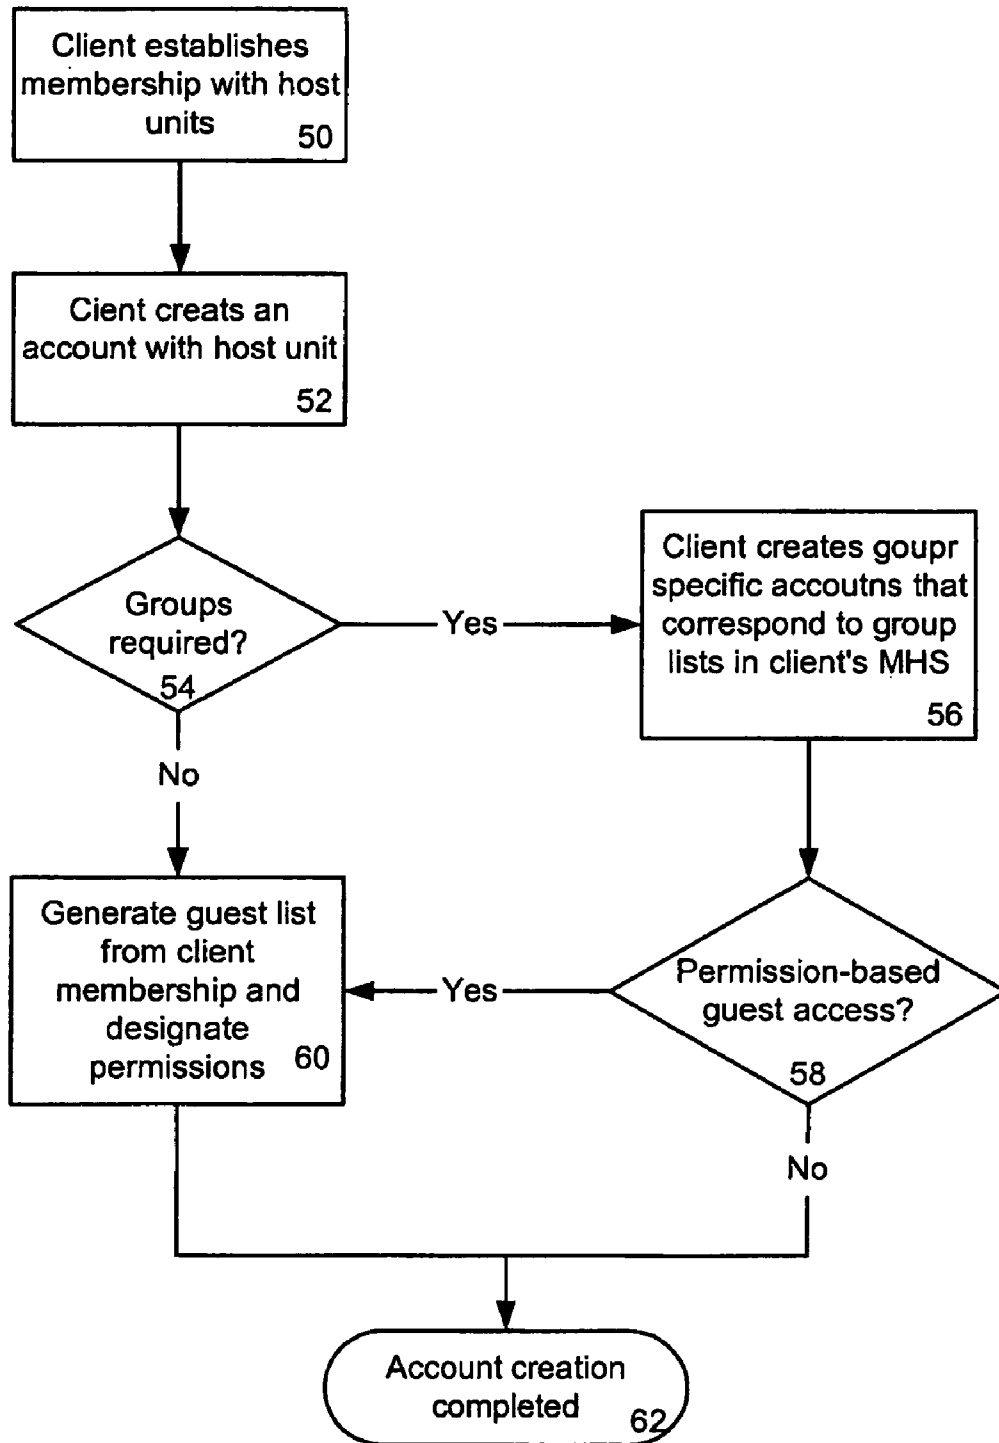 Client establishes
membership with host
units
50
Cient creats an
account with host unit
52
Groups
required?
54
Yes
Client creates goupr
specific accoutns that
correspond to group
lists in client's MHS
56
No
Generate guest list
from client
membership and
designate
permissions
60
Yes
Permission-based
guest access?
58
No
Account creation
completed
62